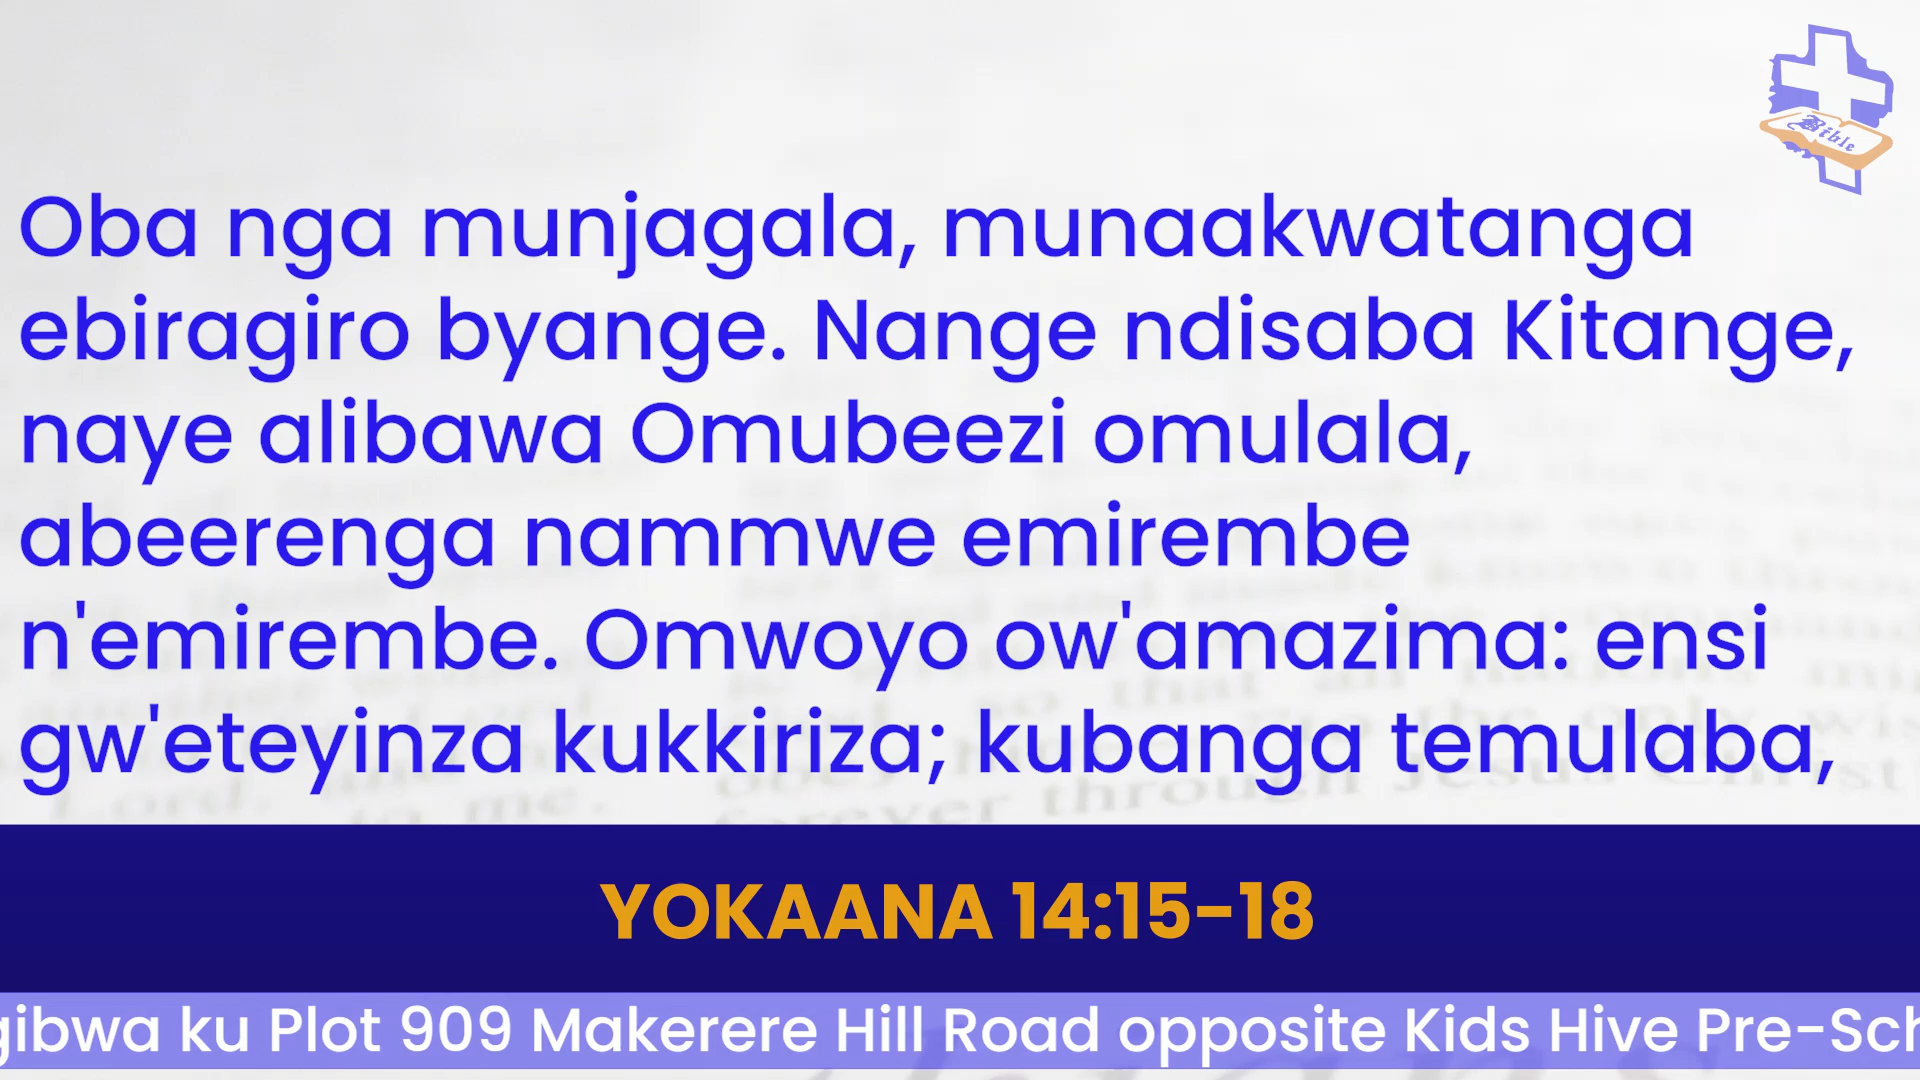 Bible
Oba nga munjagala, munaakwatanga
ebiragiro byange. Nange ndisaba Kitange,
naye alibawa Omubeezi omulala,
abeerenga nammwe emirembe
n'emirembe. Omwoyo ow'amazima: ensi
gw'eteyinza kukkiriza; kubanga temulaba,
YOKAANA 14:15-18
gibwa ku Plot 909 Makerere Hill Road opposite Kids Hive Pre-Sch